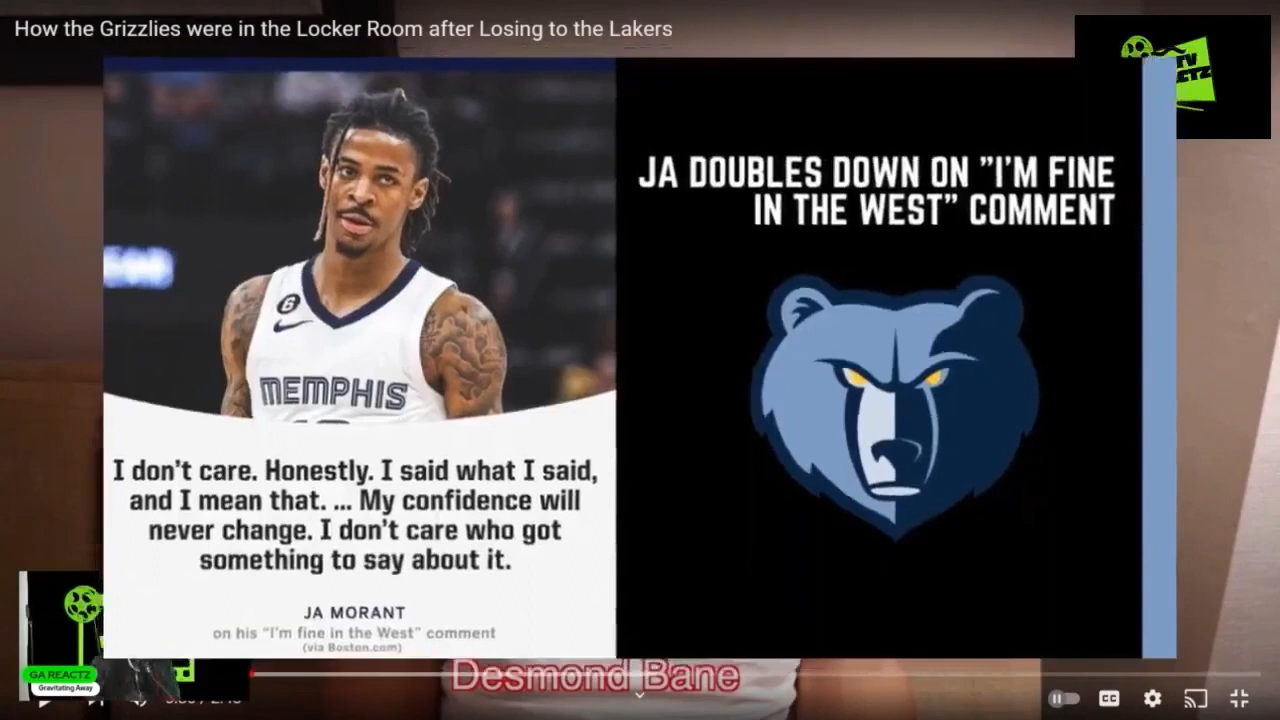 How the Grizzlies were in the Locker Room after Losing to the Lakers
TV
JA DOUBLES DOWN ON "I'M FINE
IN THE WEST" COMMENT
6
MEMPHIS
I don't care. Honestly. I said what I said,
and I mean that. ... My confidence will
never change. I don't care who got
something to say about it.
JA MORANT
on his "I'm fine in the West" comment
(via Boston.com)
GA REACTZ
Gravitating Away
Desmond Bane
CC